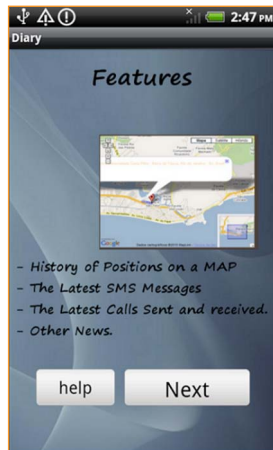 2:47 PM
Diary
Features
Google
- History of Positions on a MAP
- The Latest SMS Messages
- The Latest Calls Sent and received.
- Other News.
help
Next